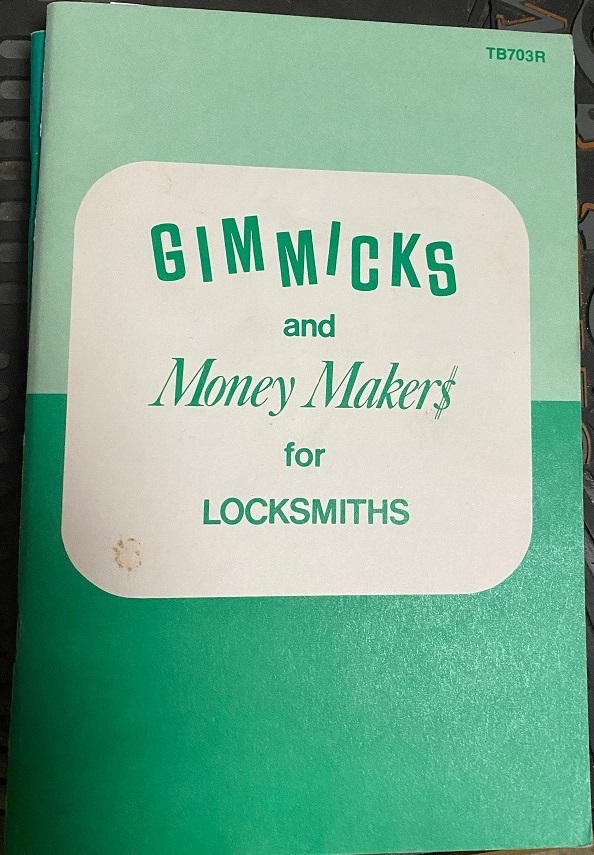 TB703R
GIMMICKS
and
Money Maker$
for
LOCKSMITHS